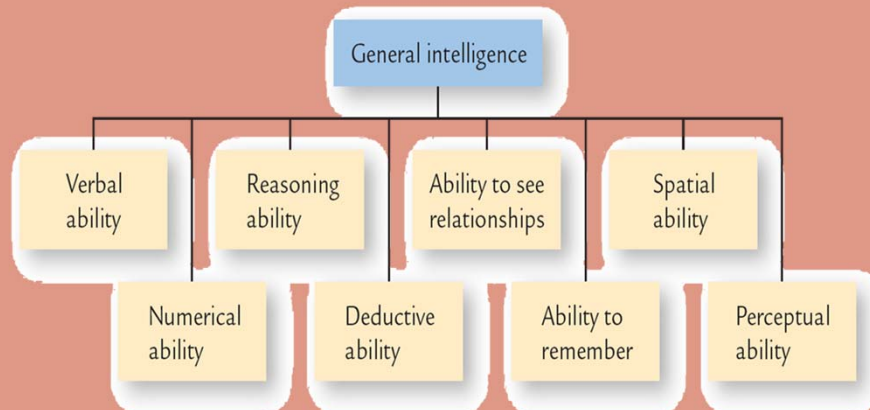 General intelligence
Verbal
ability
Reasoning
ability
Ability to see
relationships
Spatial
ability
Numerical
ability
Deductive
ability
Ability to
remember
Perceptual
ability